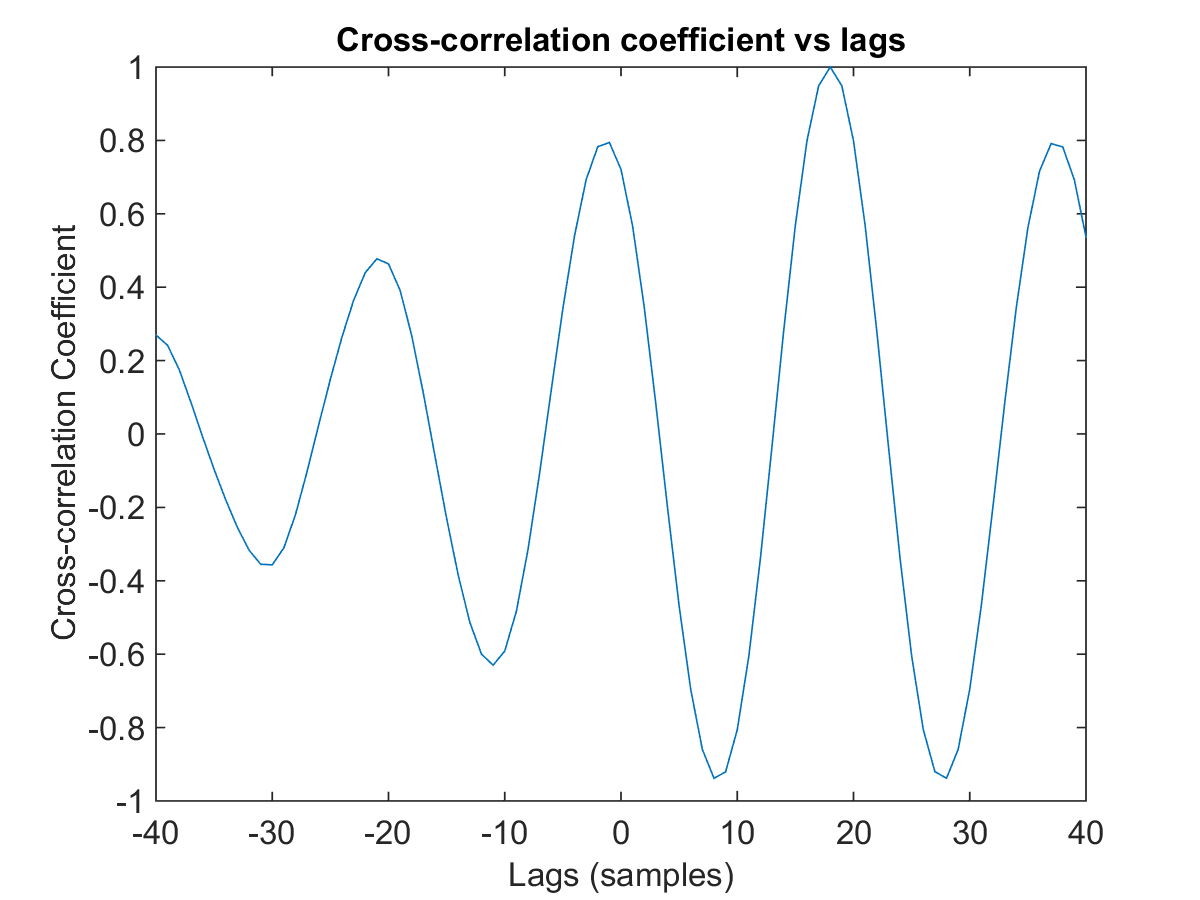 Cross-correlation coefficient vs lags
1
0.8
0.6
0.4
0.2
0
-0.2
-0.4
-0.6
-0.8
-1
Cross-correlation Coefficient
-40 -30 -20 -10 0 10 20 30 40
Lags (samples)